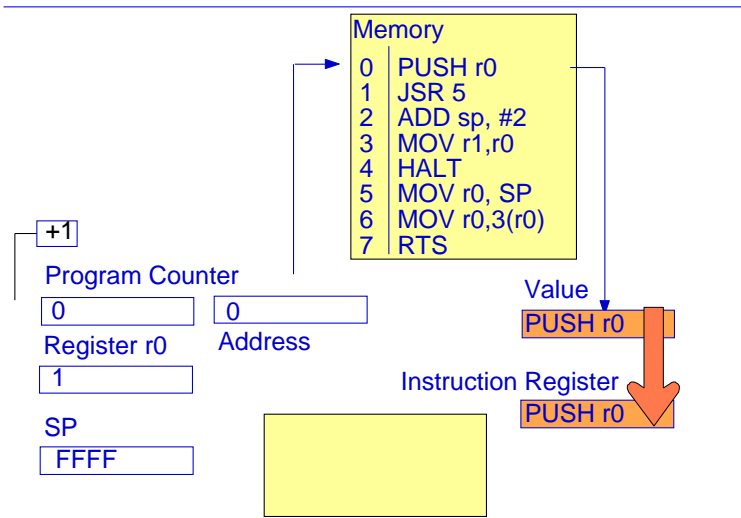 Memory
0 PUSH r0
1 JSR 5
2 ADD sp, #2
3 MOV r1,r0
4 HALT
5 MOV r0, SP
6 MOV r0,3(r0)
7 RTS
+1
Program Counter
0
0
Address
Register r0
1
SP
FFFF
Value
PUSH r0
Instruction Register
PUSH r0